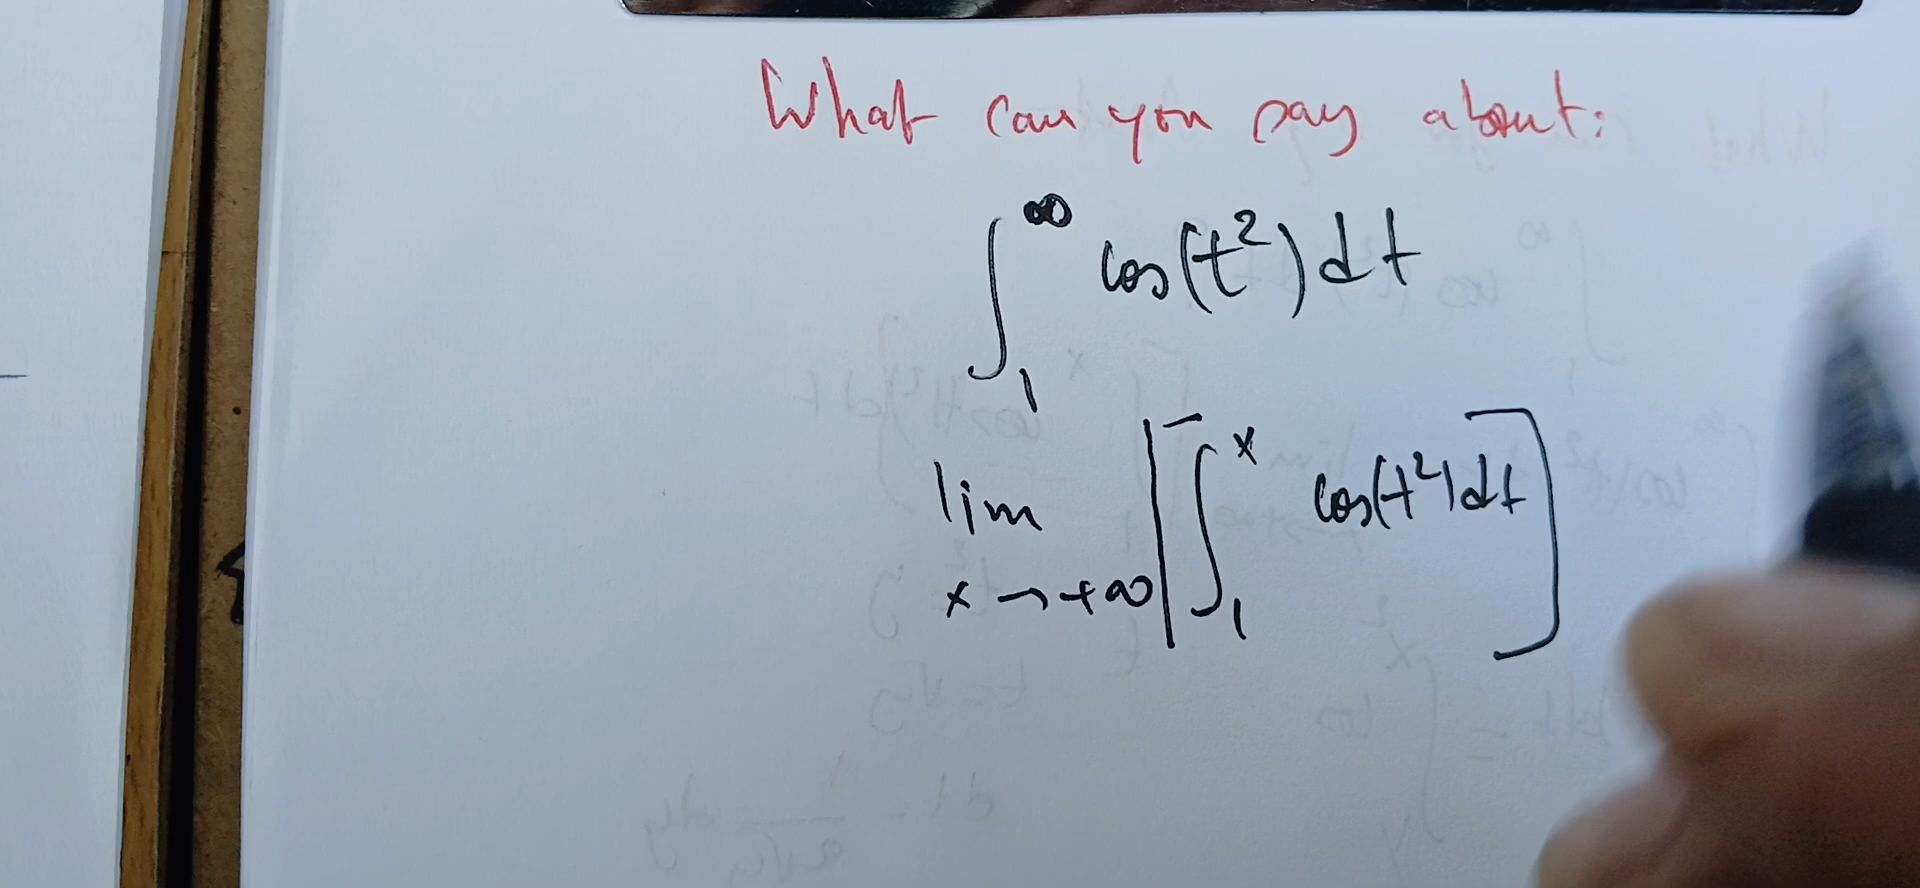 What can you say about:
∫₁^∞ cos(t²) dt
lim x→+∞ [∫₁^x cos(t²) dt]